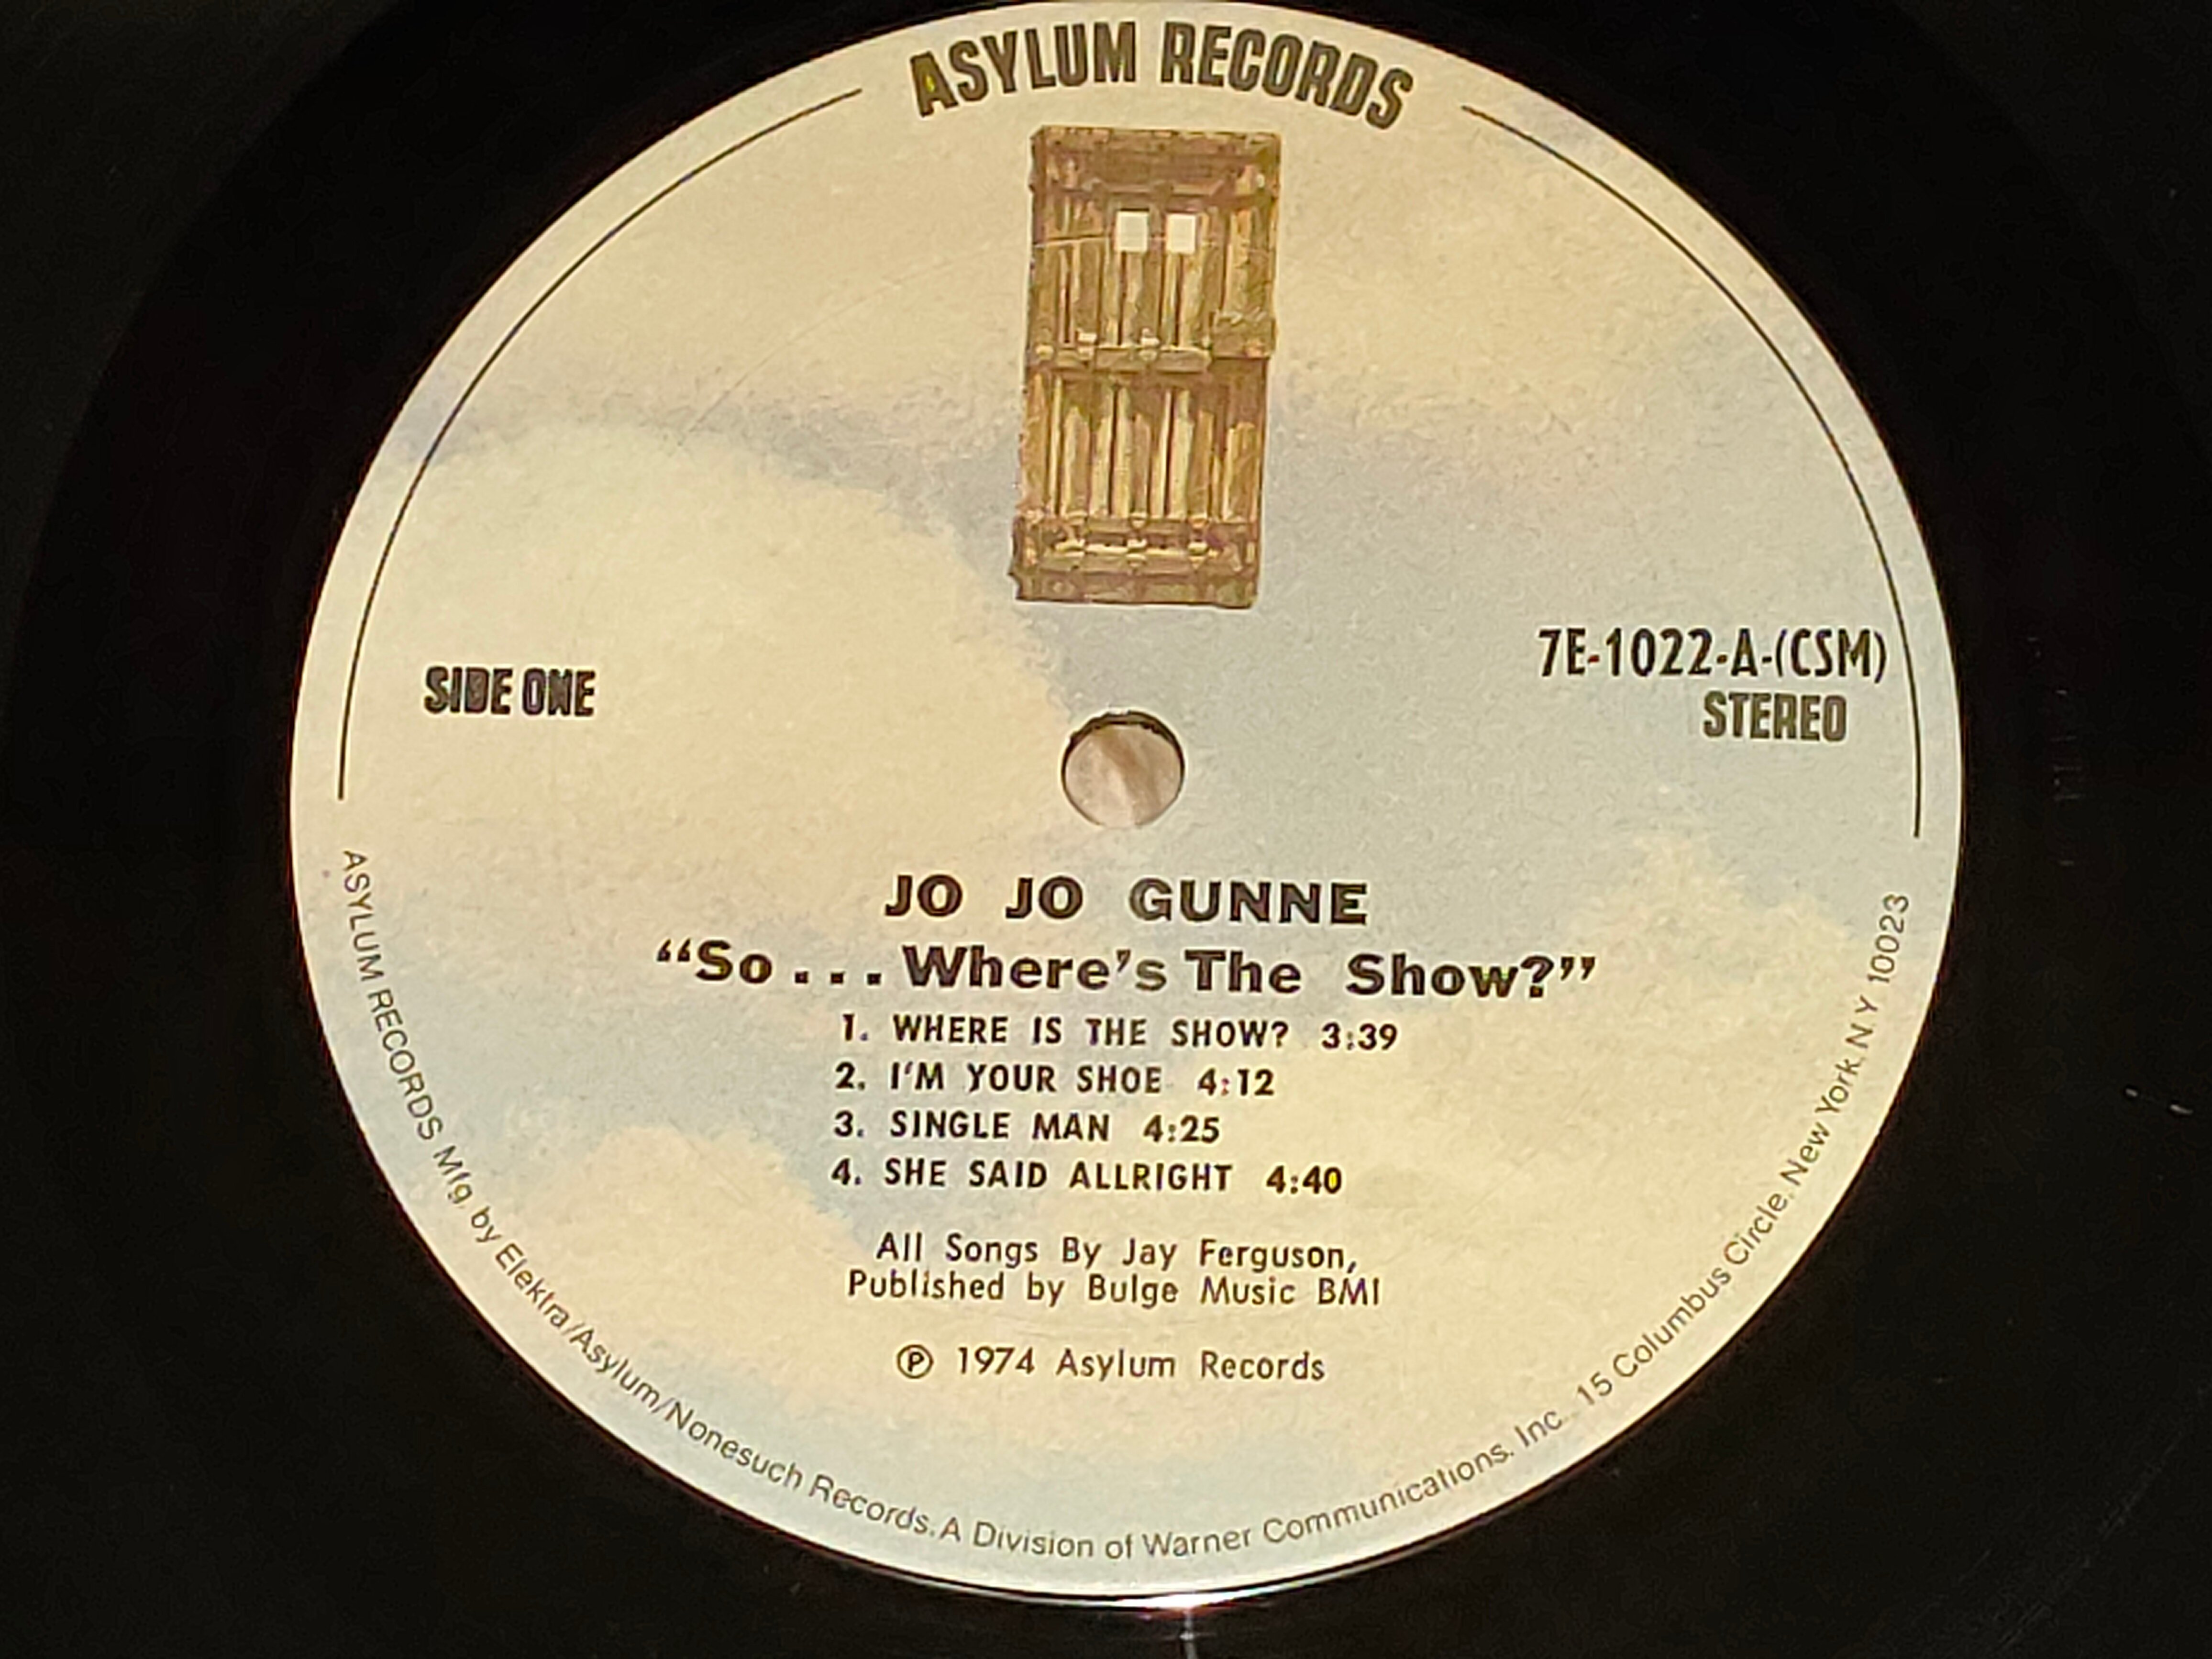 ASYLUM RECORDS
SIDE ONE
7E-1022-A-(CSM)
STEREO
JO JO GUNNE
“So . . . Where’s The Show?”
1. WHERE IS THE SHOW? 3:39
2. I'M YOUR SHOE 4:12
3. SINGLE MAN 4:25
4. SHE SAID ALLRIGHT 4:40
All Songs By Jay Ferguson,
Published by Bulge Music BMI
Ⓟ 1974 Asylum Records
ASYLUM RECORDS Mfg. by Elektra/Asylum/Nonesuch Records. A Division of Warner Communications. Inc. 15 Columbus Circle. New York. N Y 10023